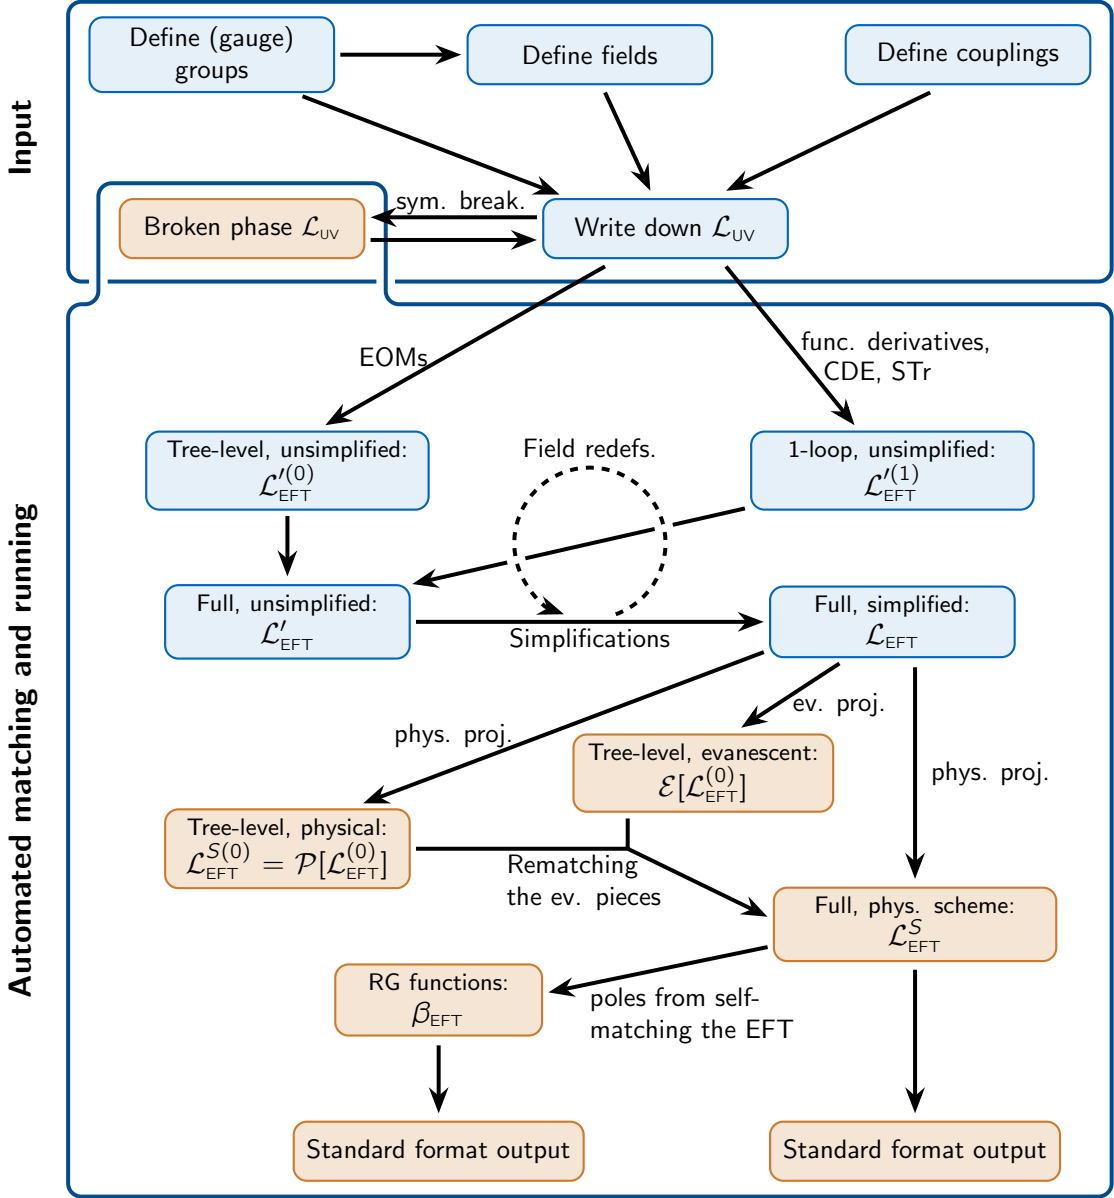 Define (gauge)
groups
Define fields
Define couplings
Input
sym. break.
Broken phase ℒ_UV
Write down ℒ_UV
EOMs
func. derivatives,
CDE, STr
Tree-level, unsimplified:
ℒ′_EFT^(0)
Field redefs.
1-loop, unsimplified:
ℒ′_EFT^(1)
Full, unsimplified:
ℒ′_EFT
Simplifications
Full, simplified:
ℒ_EFT
Automated matching and running
phys. proj.
ev. proj.
phys. proj.
Tree-level, evanescent:
ℰ[ℒ_EFT^(0)]
Tree-level, physical:
ℒ_EFT^S(0) = 𝒫[ℒ_EFT^(0)]
Rematching
the ev. pieces
Full, phys. scheme:
ℒ_EFT^S
RG functions:
β_EFT
poles from self-
matching the EFT
Standard format output
Standard format output